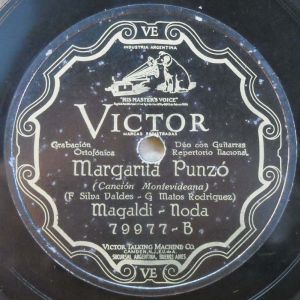 VE
INDUSTRIA ARGENTINA
"HIS MASTER'S VOICE"
VICTOR
MARCAS REGISTRADAS
Grabación Ortofónica
Dúo con Guitarras
Repertorio Nacional
Margarita Punzó
(Canción Montevideana)
(F Silva Valdes - G Matos Rodriguez)
Magaldi - Noda
79977-B
VICTOR TALKING MACHINE CO.
CAMDEN, N.J., E.U. de A.
SUCURSAL ARGENTINA, BUENOS AIRES
VE